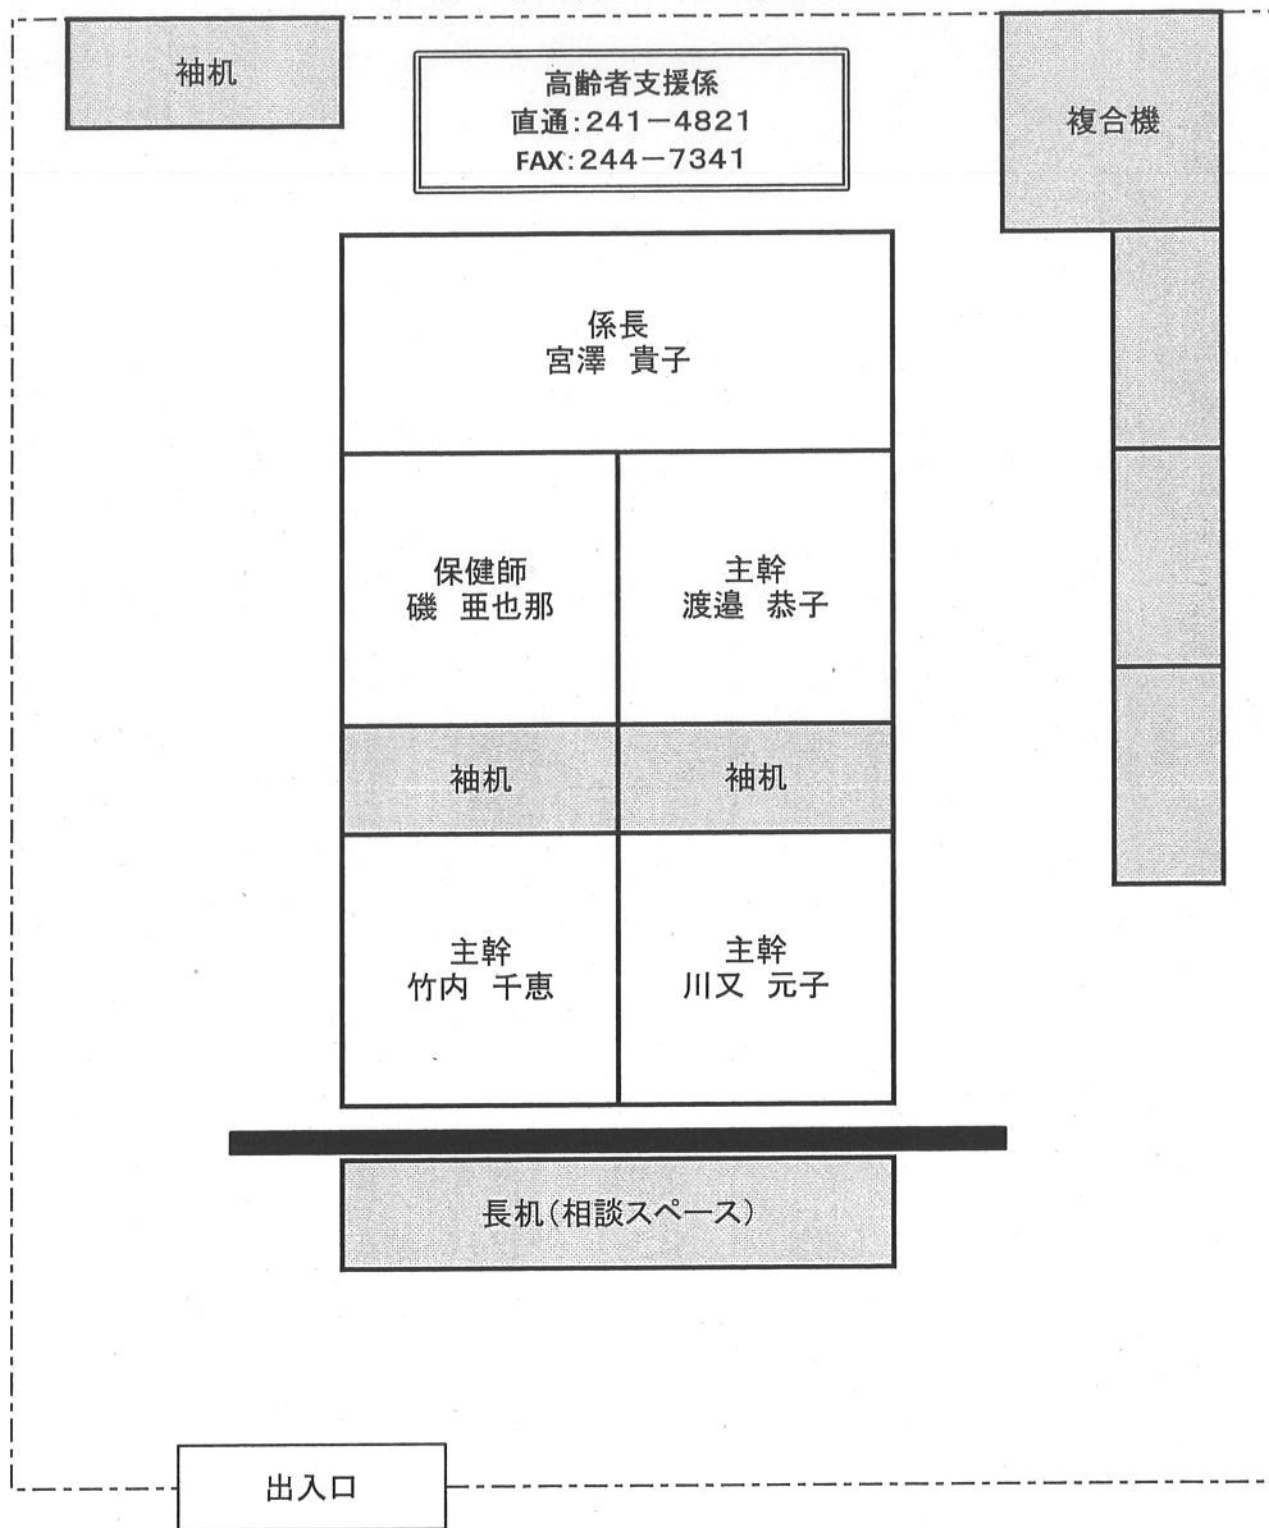 袖机
高齢者支援係
直通:241－4821
FAX:244－7341
複合機
係長
宮澤　貴子
保健師
磯　亜也那
主幹
渡邉　恭子
袖机
袖机
主幹
竹内　千恵
主幹
川又　元子
長机(相談スペース)
出入口